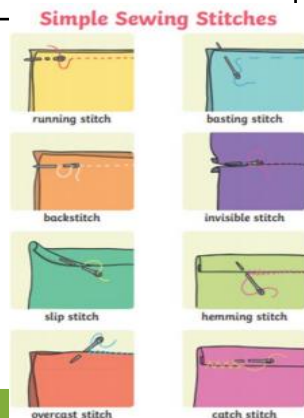 Simple Sewing Stitches
running stitch
basting stitch
backstitch
invisible stitch
slip stitch
hemming stitch
overcast stitch
catch stitch